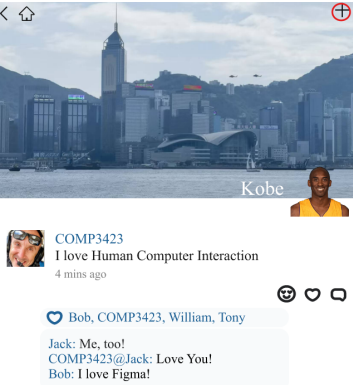 Kobe
COMP3423
I love Human Computer Interaction
4 mins ago
Bob, COMP3423, William, Tony
Jack: Me, too!
COMP3423@Jack: Love You!
Bob: I love Figma!